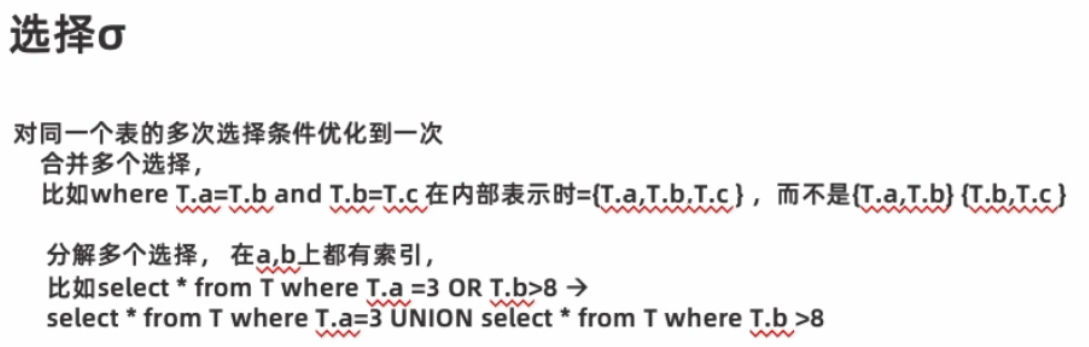 选择σ
对同一个表的多次选择条件优化到一次
合并多个选择，
比如where T.a=T.b and T.b=T.c 在内部表示时={T.a,T.b,T.c }，而不是{T.a,T.b} {T.b,T.c }
分解多个选择， 在a,b上都有索引，
比如select * from T where T.a =3 OR T.b>8 →
select * from T where T.a=3 UNION select * from T where T.b >8